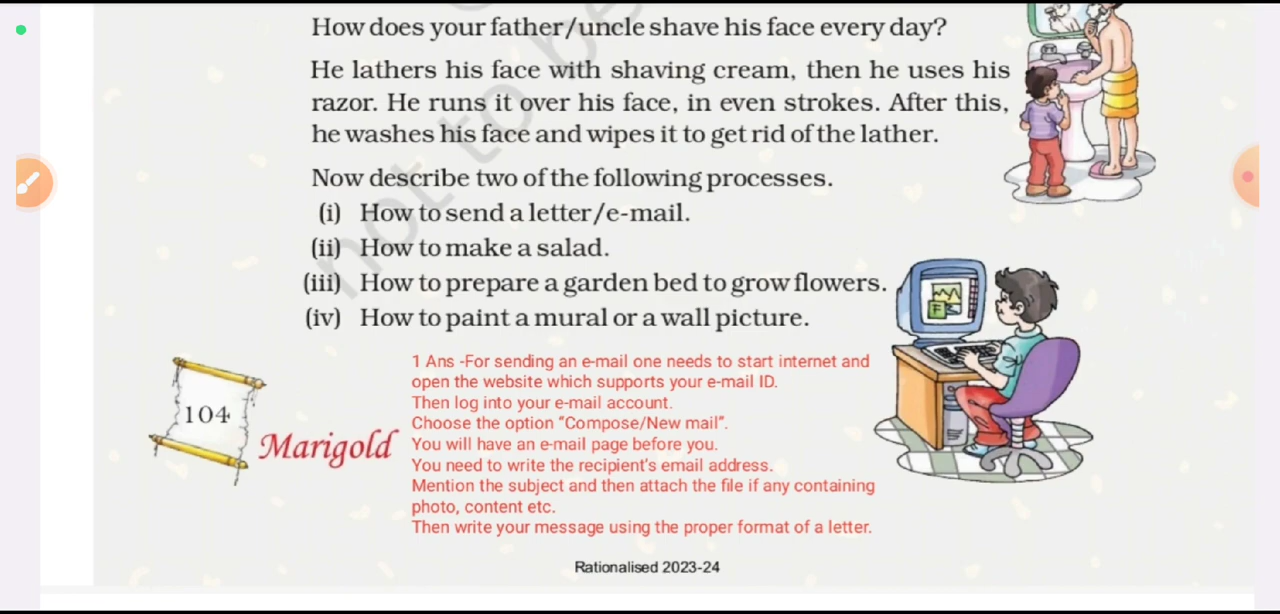 How does your father/uncle shave his face every day?
He lathers his face with shaving cream, then he uses his
razor. He runs it over his face, in even strokes. After this,
he washes his face and wipes it to get rid of the lather.
Now describe two of the following processes.
(i) How to send a letter/e-mail.
(ii) How to make a salad.
(iii) How to prepare a garden bed to grow flowers.
(iv) How to paint a mural or a wall picture.
1 Ans -For sending an e-mail one needs to start internet and
open the website which supports your e-mail ID.
Then log into your e-mail account.
Choose the option “Compose/New mail”.
You will have an e-mail page before you.
You need to write the recipient's email address.
Mention the subject and then attach the file if any containing
photo, content etc.
Then write your message using the proper format of a letter.
104
Marigold
Rationalised 2023-24
not to be